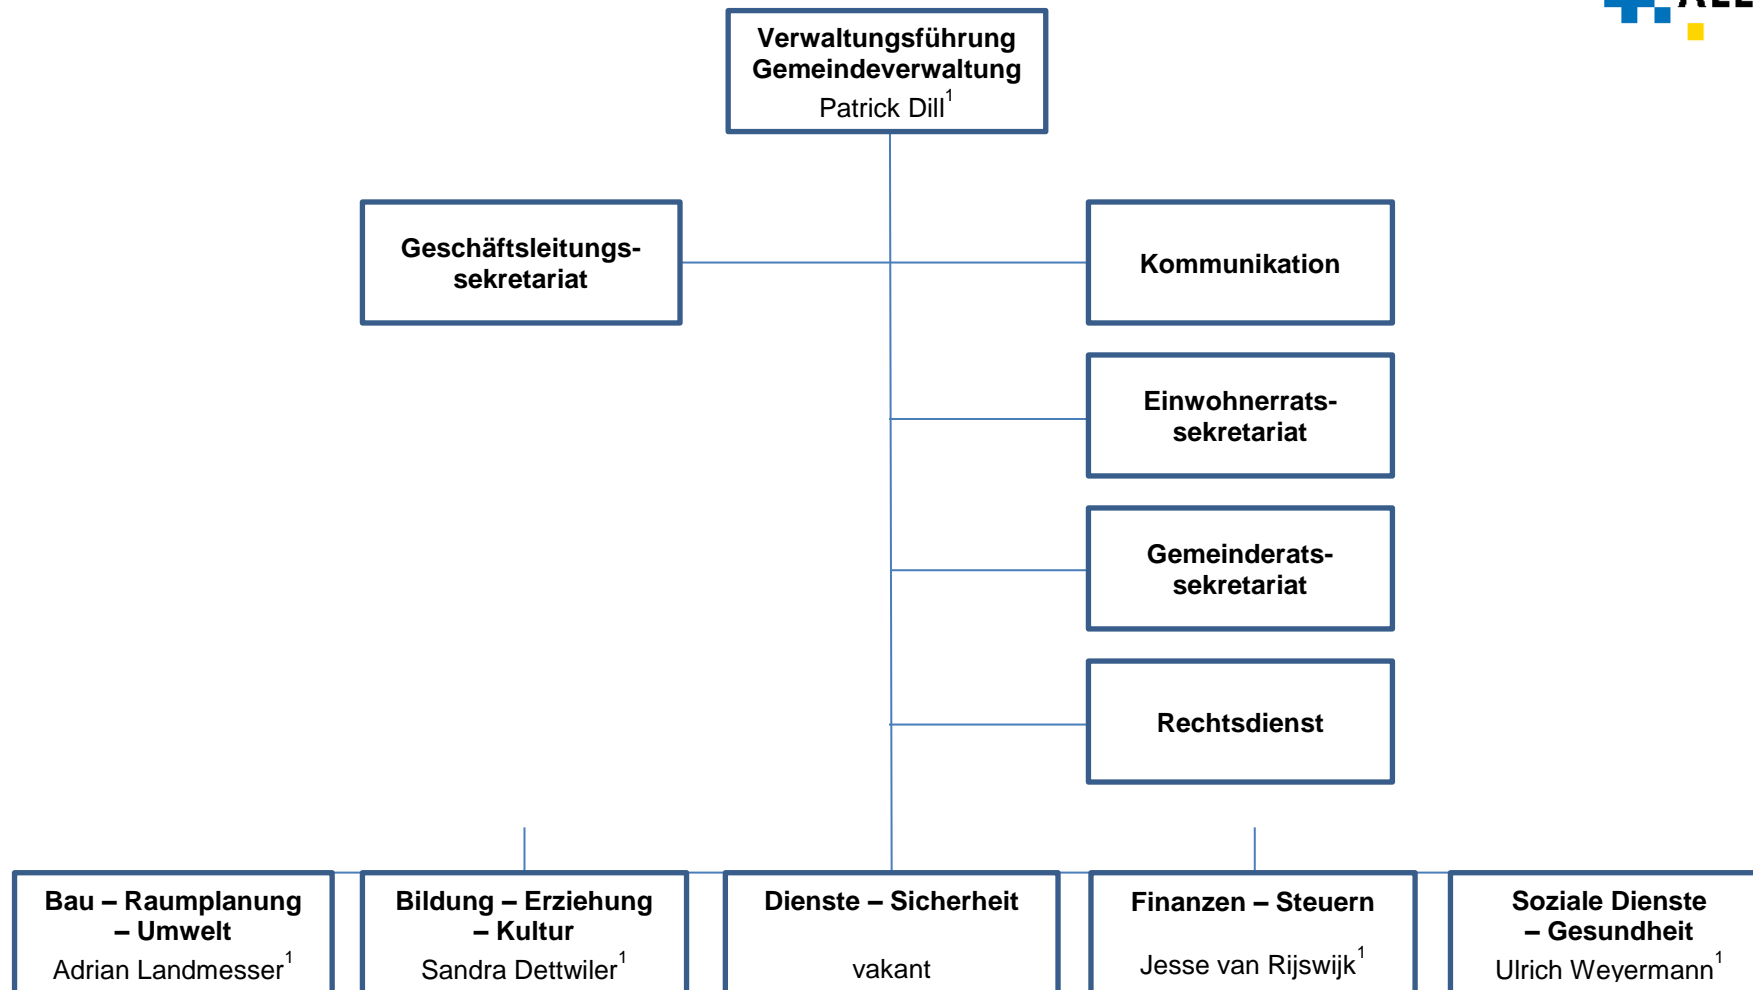 Verwaltungsführung
Gemeindeverwaltung
Patrick Dill¹
Geschäftsleitungs-
sekretariat
Kommunikation
Einwohnerrats-
sekretariat
Gemeinderats-
sekretariat
Rechtsdienst
Bau – Raumplanung
– Umwelt
Adrian Landmesser¹
Bildung – Erziehung
– Kultur
Sandra Dettwiler¹
Dienste – Sicherheit
vakant
Finanzen – Steuern
Jesse van Rijswijk¹
Soziale Dienste
– Gesundheit
Ulrich Weyermann¹